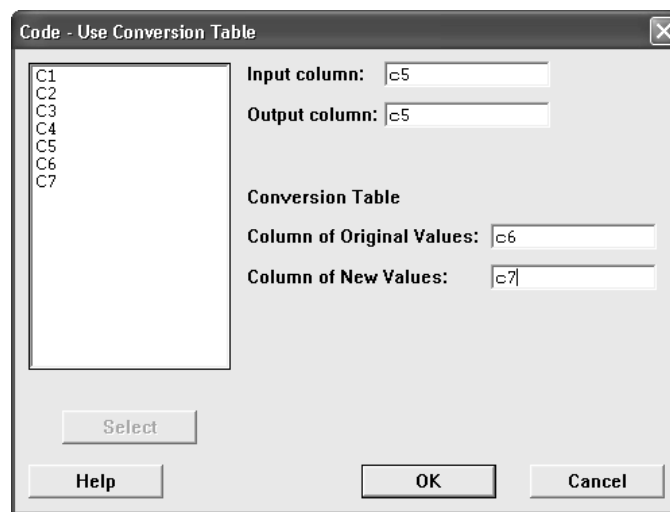 Code - Use Conversion Table
C1
C2
C3
C4
C5
C6
C7
Input column: c5
Output column: c5
Conversion Table
Column of Original Values: c6
Column of New Values: c7
Select
Help
OK
Cancel